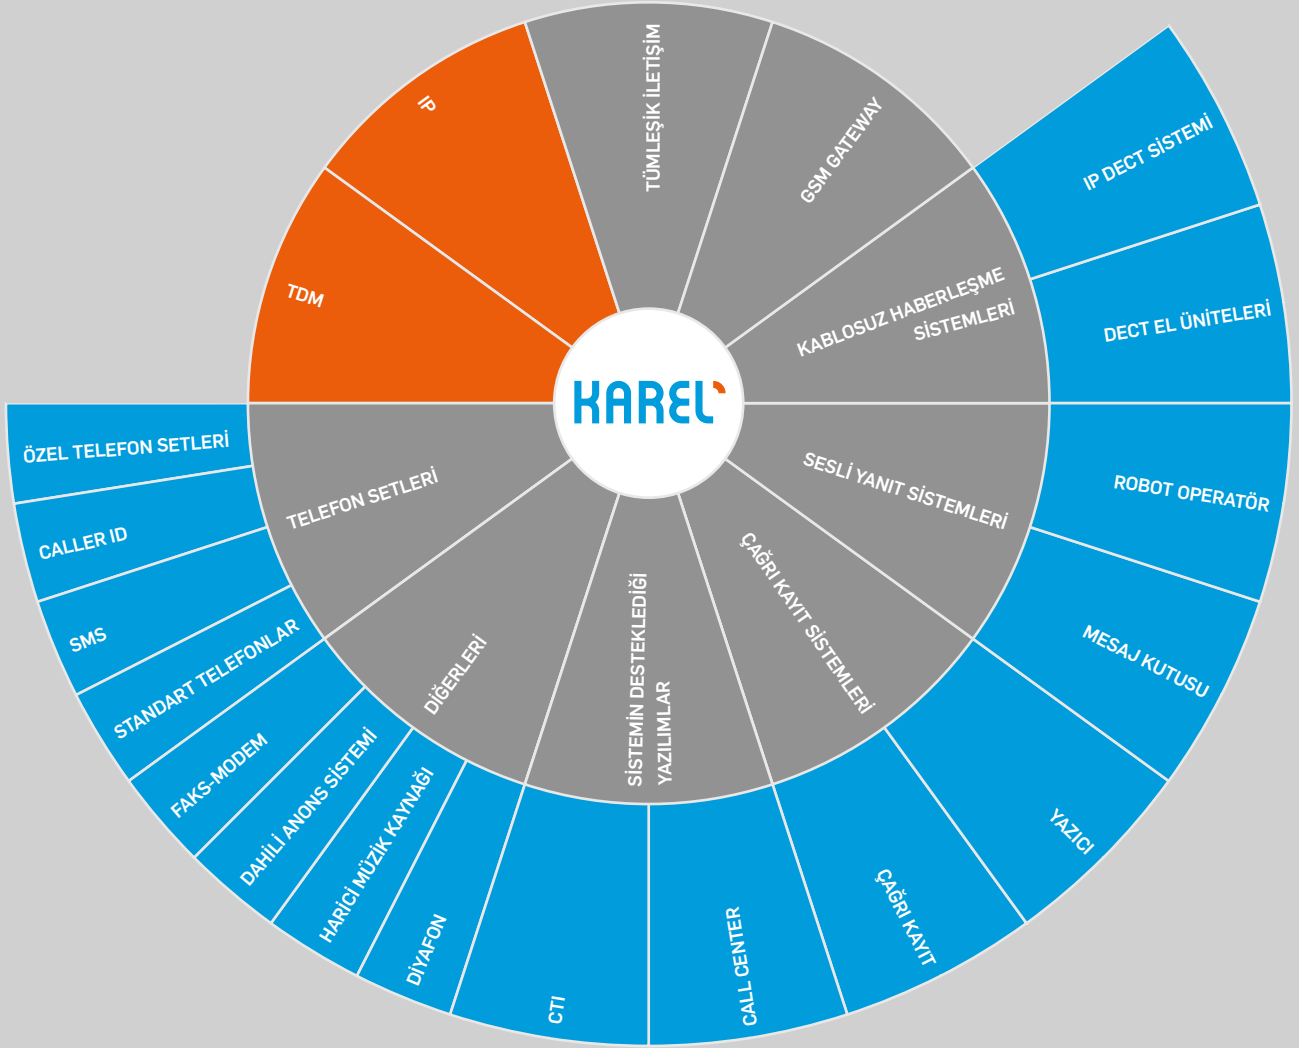 KAREL
TÜMLEŞİK İLETİŞİM
GSM GATEWAY
KABLOSUZ HABERLEŞME
SİSTEMLERİ
IP DECT SİSTEMİ
DECT EL ÜNİTELERİ
SESLİ YANIT SİSTEMLERİ
ROBOT OPERATÖR
MESAJ KUTUSU
ÇAĞRI KAYIT SİSTEMLERİ
YAZICI
ÇAĞRI KAYIT
SİSTEMİN DESTEKLEDİĞİ
YAZILIMLAR
CALL CENTER
CTI
DİĞERLERİ
DİYAFON
HARİCİ MÜZİK KAYNAĞI
DAHİLİ ANONS SİSTEMİ
FAKS-MODEM
TELEFON SETLERİ
STANDART TELEFONLAR
SMS
CALLER ID
ÖZEL TELEFON SETLERİ
TDM
IP